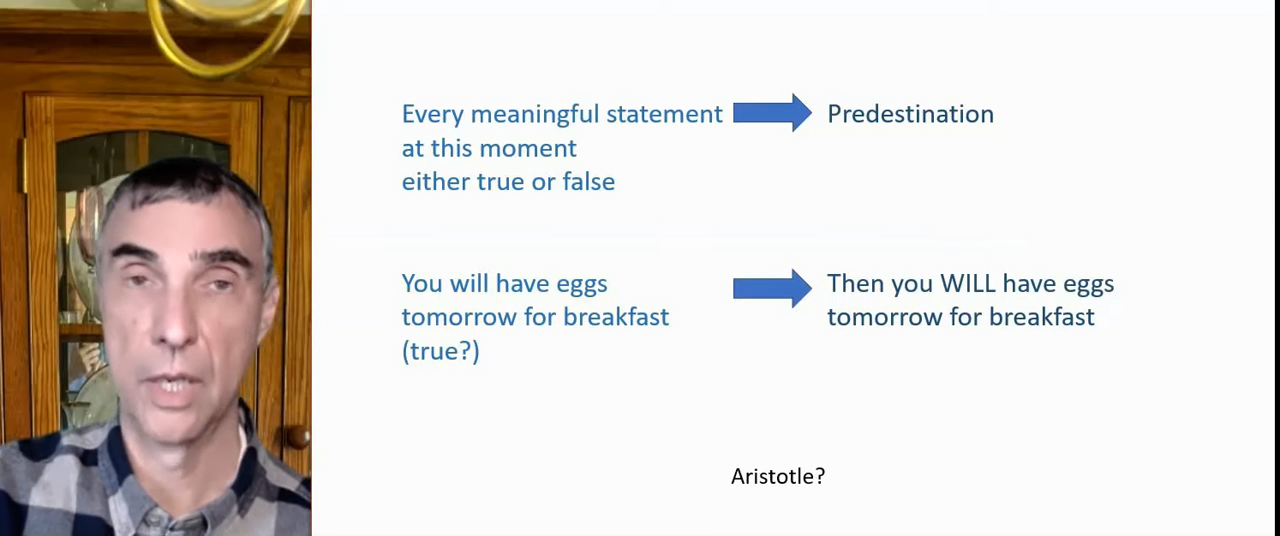 Every meaningful statement
at this moment
either true or false
Predestination
You will have eggs
tomorrow for breakfast
(true?)
Then you WILL have eggs
tomorrow for breakfast
Aristotle?